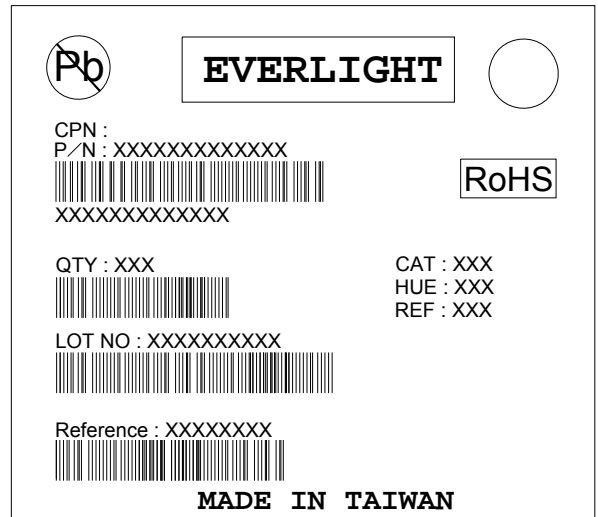 Pb
EVERLIGHT
CPN :
P/N : XXXXXXXXXXXXX
RoHS
XXXXXXXXXXXXX
QTY : XXX
CAT : XXX
HUE : XXX
REF : XXX
LOT NO : XXXXXXXXXX
Reference : XXXXXXXX
MADE IN TAIWAN